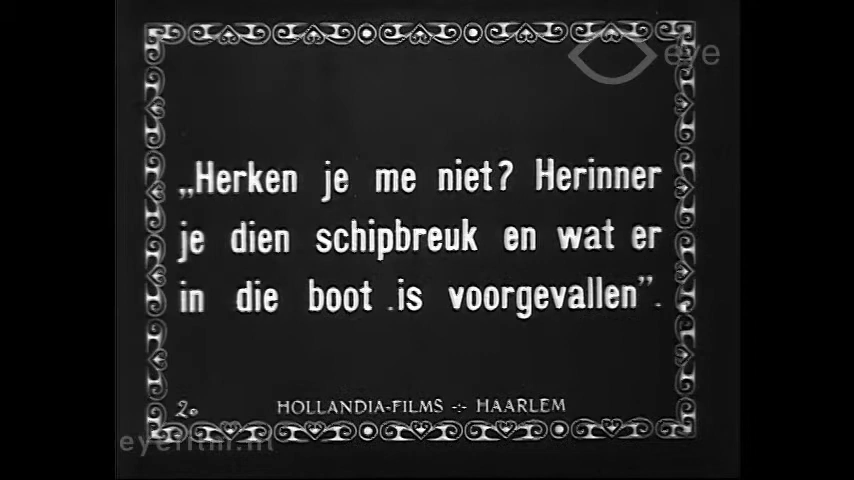 eye
„Herken je me niet? Herinner
je dien schipbreuk en wat er
in die boot is voorgevallen”.
20 HOLLANDIA-FILMS -:- HAARLEM
eyefilm.nl